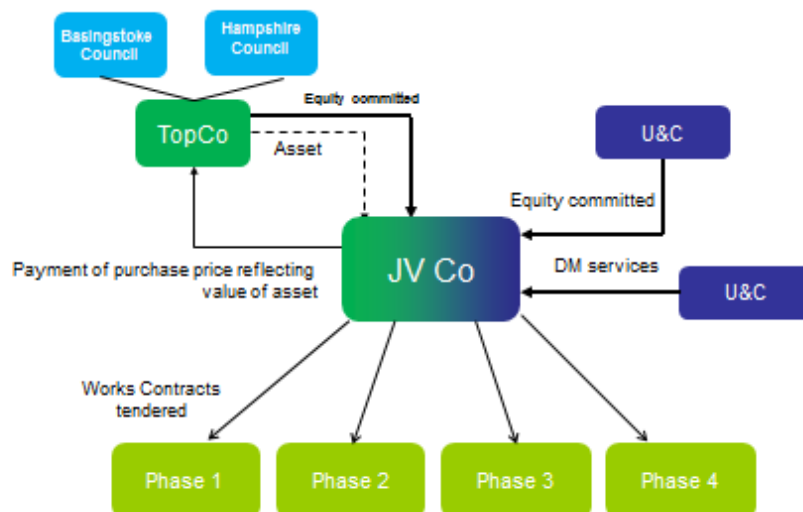 Basingstoke
Council
Hampshire
Council
Equity committed
TopCo
Asset
U&C
Equity committed
JV Co
DM services
U&C
Payment of purchase price reflecting
value of asset
Works Contracts
tendered
Phase 1
Phase 2
Phase 3
Phase 4